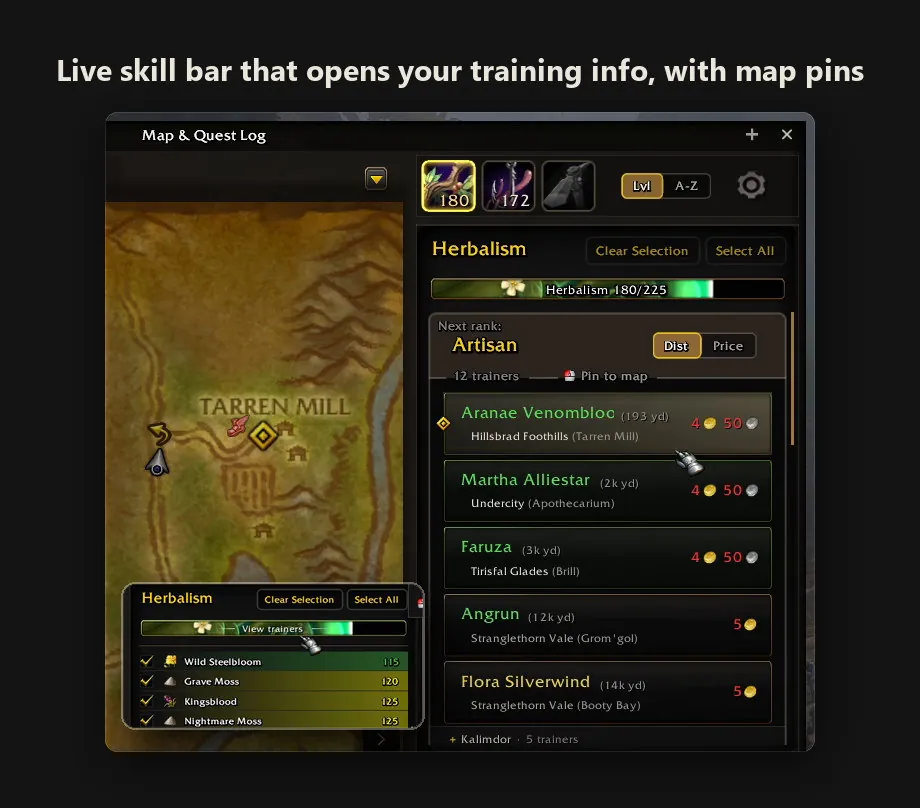 Live skill bar that opens your training info, with map pins
Map & Quest Log
180
172
Lvl
A-Z
Herbalism
Clear Selection
Select All
Herbalism 180/225
Next rank:
Artisan
Dist
Price
12 trainers
Pin to map
Aranae Venombloo
(193 yd)
4 50
Hillsbrad Foothills (Tarren Mill)
Martha Alliestar (2k yd)
4 50
Undercity (Apothecarium)
Faruza (3k yd)
4 50
Tirisfal Glades (Brill)
Angrun (12k yd)
5
Stranglethorn Vale (Grom'gol)
Flora Silverwind (14k yd)
5
Stranglethorn Vale (Booty Bay)
+ Kalimdor · 5 trainers
TARREN MILL
Herbalism
Clear Selection
Select All
View trainers
Wild Steelbloom 115
Grave Moss 120
Kingsblood 125
Nightmare Moss 125